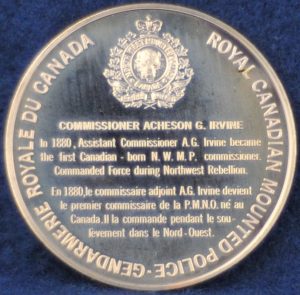 GENDARMERIE ROYALE DU CANADA
ROYAL CANADIAN MOUNTED POLICE
COMMISSIONER ACHESON G. IRVINE
In 1880, Assistant Commissioner A.G. Irvine became
the first Canadian - born N.W.M.P. commissioner.
Commanded Force during Northwest Rebellion.
En 1880, le commissaire adjoint A.G. Irvine devient
le premier commissaire de la P.M.N.O. né au
Canada. Il la commande pendant le sou-
lèvement dans le Nord-Ouest.